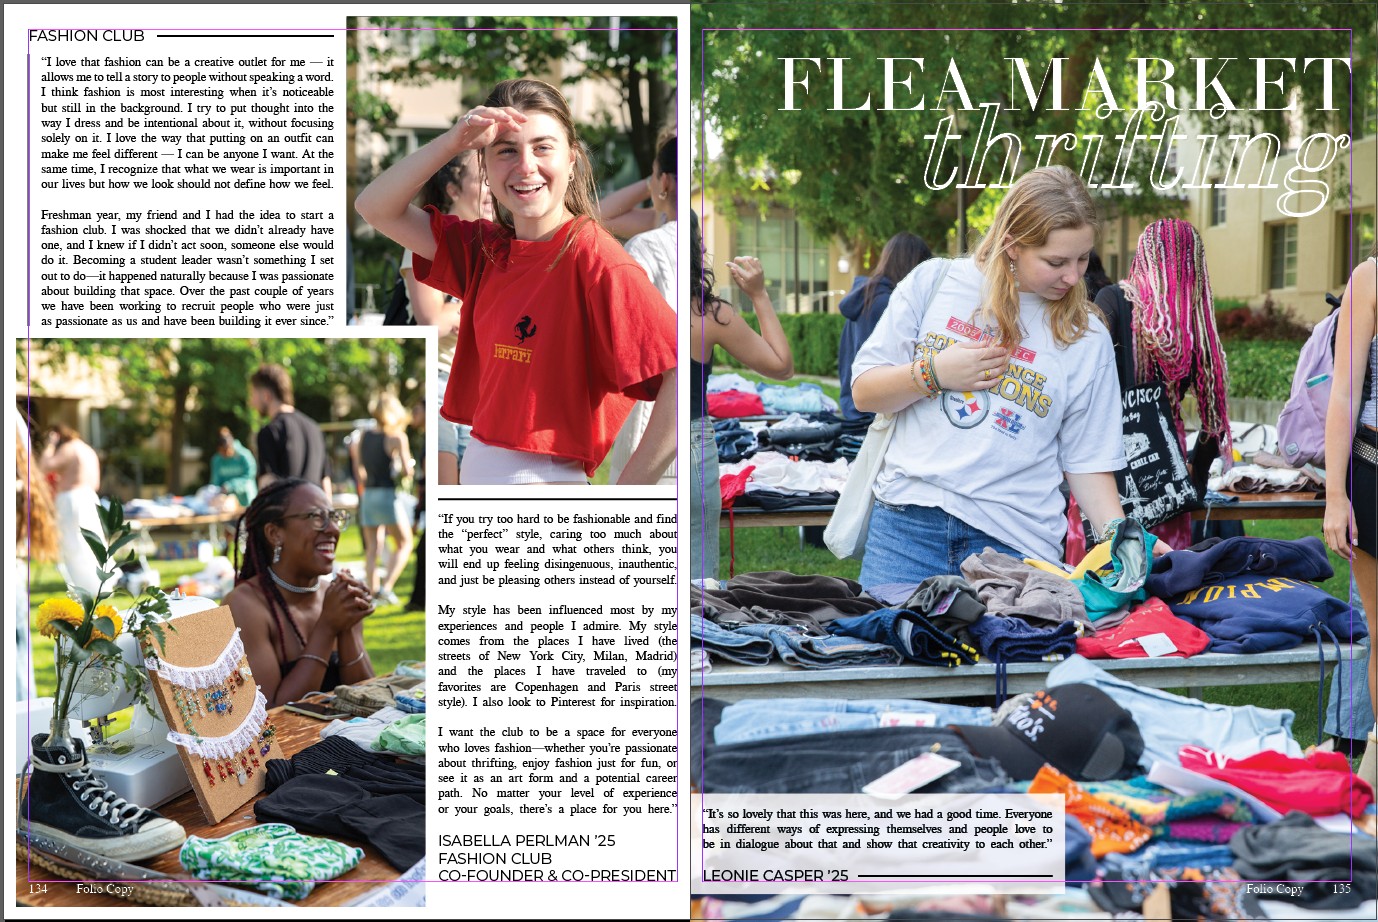 FASHION CLUB
“I love that fashion can be a creative outlet for me — it
allows me to tell a story to people without speaking a word.
I think fashion is most interesting when it’s noticeable
but still in the background. I try to put thought into the
way I dress and be intentional about it, without focusing
solely on it. I love the way that putting on an outfit can
make me feel different — I can be anyone I want. At the
same time, I recognize that what we wear is important in
our lives but how we look should not define how we feel.
Freshman year, my friend and I had the idea to start a
fashion club. I was shocked that we didn’t already have
one, and I knew if I didn’t act soon, someone else would
do it. Becoming a student leader wasn’t something I set
out to do—it happened naturally because I was passionate
about building that space. Over the past couple of years
we have been working to recruit people who were just
as passionate as us and have been building it ever since.”
Ferrari
“If you try too hard to be fashionable and find
the “perfect” style, caring too much about
what you wear and what others think, you
will end up feeling disingenuous, inauthentic,
and just be pleasing others instead of yourself.
My style has been influenced most by my
experiences and people I admire. My style
comes from the places I have lived (the
streets of New York City, Milan, Madrid)
and the places I have traveled to (my
favorites are Copenhagen and Paris street
style). I also look to Pinterest for inspiration.
I want the club to be a space for everyone
who loves fashion—whether you’re passionate
about thrifting, enjoy fashion just for fun, or
see it as an art form and a potential career
path. No matter your level of experience
or your goals, there’s a place for you here.”
ISABELLA PERLMAN ’25
FASHION CLUB
CO-FOUNDER & CO-PRESIDENT
134 Folio Copy
FLEA MARKET
thrifting
2005
Steelers
XL
CABLE CAR
“It’s so lovely that this was here, and we had a good time. Everyone
has different ways of expressing themselves and people love to
be in dialogue about that and show that creativity to each other.”
LEONIE CASPER ’25
Folio Copy 135